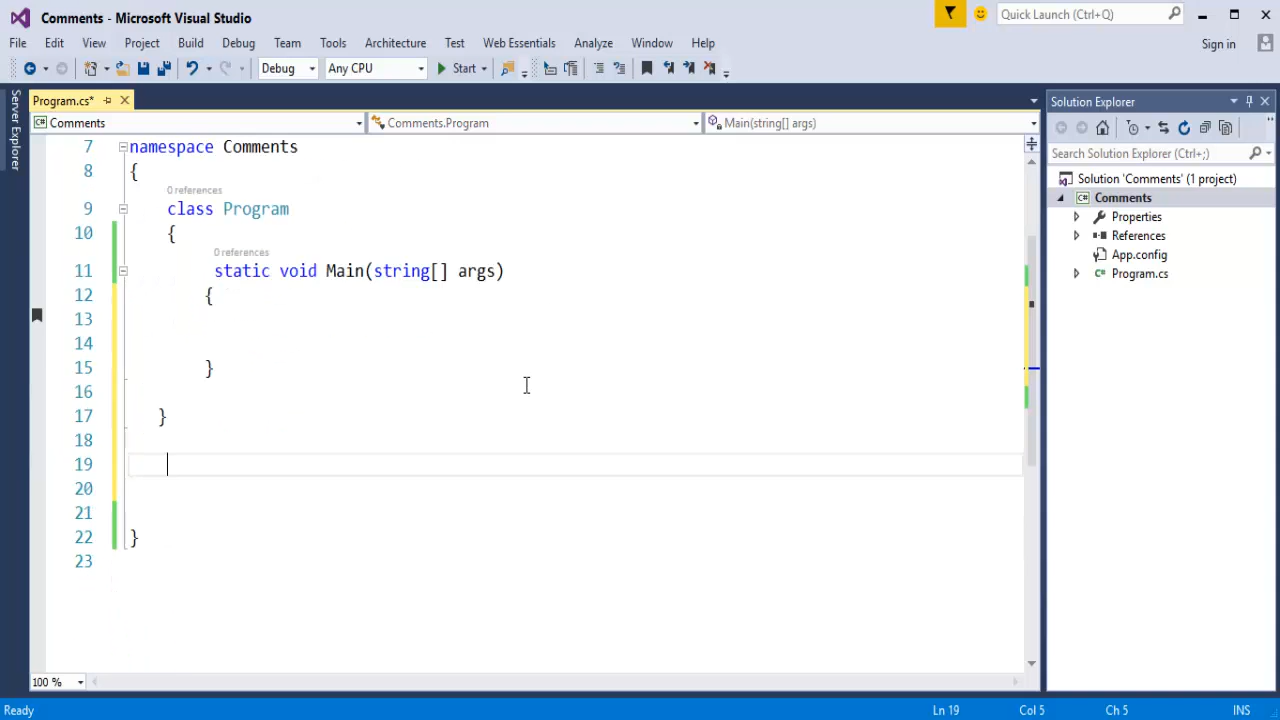 Comments - Microsoft Visual Studio
Quick Launch (Ctrl+Q)
File Edit View Project Build Debug Team Tools Architecture Test Web Essentials Analyze Window Help
Sign in
Debug Any CPU Start
Server Explorer
Program.cs*
Solution Explorer
Comments Comments.Program Main(string[] args)
Search Solution Explorer (Ctrl+;)
Solution 'Comments' (1 project)
Comments
Properties
References
App.config
Program.cs
7 namespace Comments
8 {
0 references
9 class Program
10 {
0 references
11 static void Main(string[] args)
12 {
13
14
15 }
16
17 }
18
19
20
21
22 }
23
100 %
Ready Ln 19 Col 5 Ch 5 INS